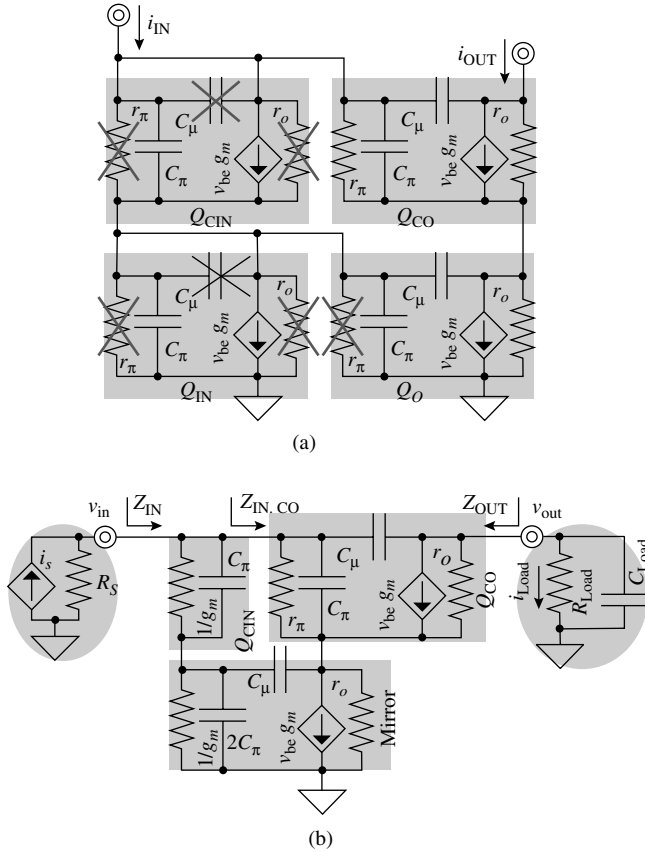 i_IN
i_OUT
r_π C_μ r_o C_μ r_o
C_π v_be g_m r_π C_π v_be g_m
Q_CIN Q_CO
C_μ r_o C_μ r_o
r_π C_π v_be g_m C_π v_be g_m
Q_IN Q_O
(a)
v_in Z_IN Z_IN, CO Z_OUT v_out
i_s R_S 1/g_m C_π Q_CIN r_π C_μ C_π v_be g_m r_o Q_CO i_Load R_Load C_Load
1/g_m 2C_π C_μ v_be g_m r_o Mirror
(b)